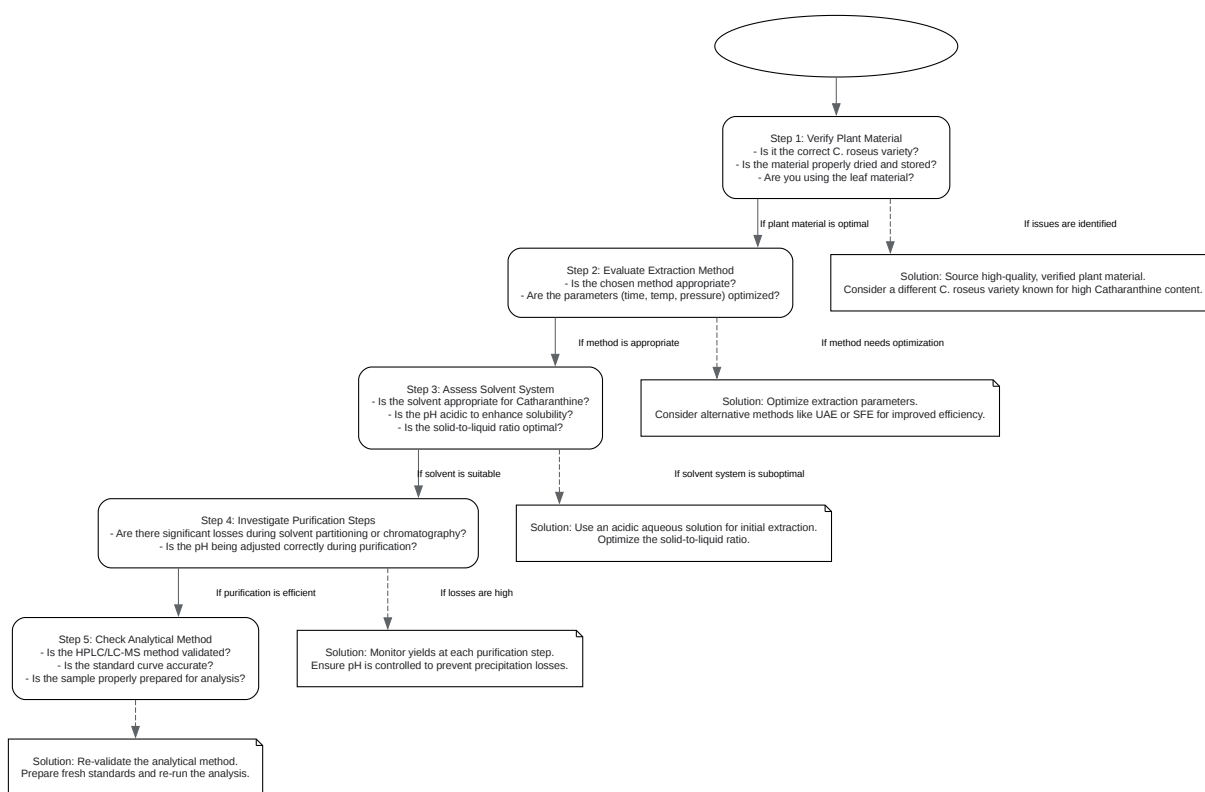 Step 1: Verify Plant Material
- Is it the correct C. roseus variety?
- Is the material properly dried and stored?
- Are you using the leaf material?
If plant material is optimal
If issues are identified
Step 2: Evaluate Extraction Method
- Is the chosen method appropriate?
- Are the parameters (time, temp, pressure) optimized?
Solution: Source high-quality, verified plant material.
Consider a different C. roseus variety known for high Catharanthine content.
If method is appropriate
If method needs optimization
Step 3: Assess Solvent System
- Is the solvent appropriate for Catharanthine?
- Is the pH acidic to enhance solubility?
- Is the solid-to-liquid ratio optimal?
Solution: Optimize extraction parameters.
Consider alternative methods like UAE or SFE for improved efficiency.
If solvent is suitable
If solvent system is suboptimal
Step 4: Investigate Purification Steps
- Are there significant losses during solvent partitioning or chromatography?
- Is the pH being adjusted correctly during purification?
Solution: Use an acidic aqueous solution for initial extraction.
Optimize the solid-to-liquid ratio.
If purification is efficient
If losses are high
Step 5: Check Analytical Method
- Is the HPLC/LC-MS method validated?
- Is the standard curve accurate?
- Is the sample properly prepared for analysis?
Solution: Monitor yields at each purification step.
Ensure pH is controlled to prevent precipitation losses.
Solution: Re-validate the analytical method.
Prepare fresh standards and re-run the analysis.